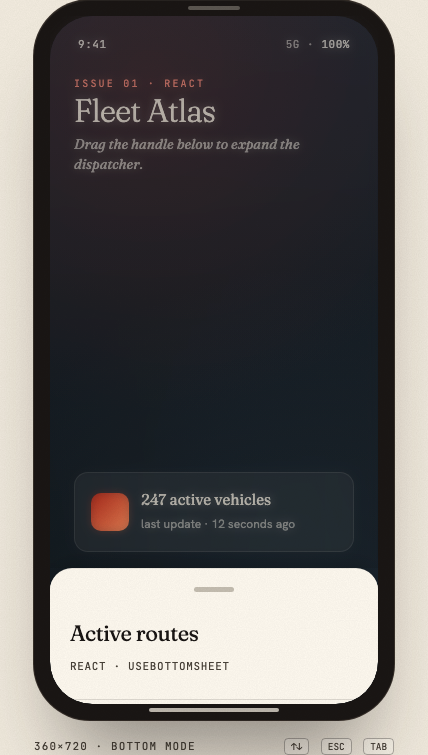 9:41
5G · 100%
ISSUE 01 · REACT
Fleet Atlas
Drag the handle below to expand the
dispatcher.
247 active vehicles
last update · 12 seconds ago
Active routes
REACT · USEBOTTOMSHEET
360×720 · BOTTOM MODE
↑↓ ESC TAB